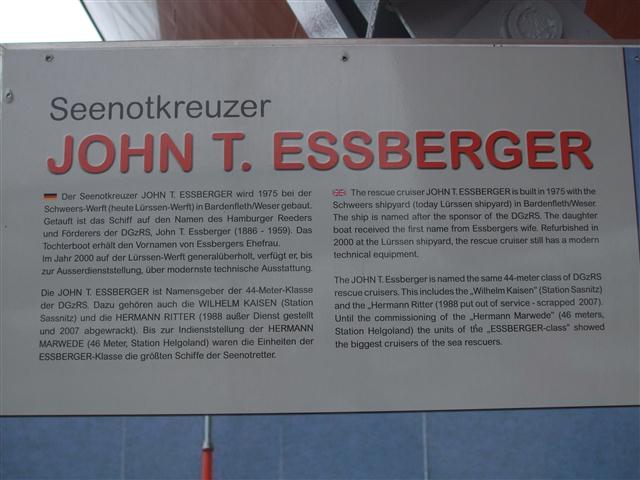 Seenotkreuzer
JOHN T. ESSBERGER
Der Seenotkreuzer JOHN T. ESSBERGER wird 1975 bei der
Schweers-Werft (heute Lürssen-Werft) in Bardenfleth/Weser gebaut.
Getauft ist das Schiff auf den Namen des Hamburger Reeders
und Förderers der DGzRS, John T. Essberger (1886 - 1959). Das
Tochterboot erhält den Vornamen von Essbergers Ehefrau.
Im Jahr 2000 auf der Lürssen-Werft generalüberholt, verfügt er, bis
zur Ausserdienststellung, über modernste technische Ausstattung.
Die JOHN T. ESSBERGER ist Namensgeber der 44-Meter-Klasse
der DGzRS. Dazu gehören auch die WILHELM KAISEN (Station
Sassnitz) und die HERMANN RITTER (1988 außer Dienst gestellt
und 2007 abgewrackt). Bis zur Indienststellung der HERMANN
MARWEDE (46 Meter, Station Helgoland) waren die Einheiten der
ESSBERGER-Klasse die größten Schiffe der Seenotretter.
The rescue cruiser JOHN T. ESSBERGER is built in 1975 with the
Schweers shipyard (today Lürssen shipyard) in Bardenfleth/Weser.
The ship is named after the sponsor of the DGzRS. The daughter
boat received the first name from Essbergers wife. Refurbished in
2000 at the Lürssen shipyard, the rescue cruiser still has a modern
technical equipment.
The JOHN T. Essberger is named the same 44-meter class of DGzRS
rescue cruisers. This includes the „Wilhelm Kaisen" (Station Sasnitz)
and the „Hermann Ritter (1988 put out of service - scrapped 2007).
Until the commissioning of the „Hermann Marwede" (46 meters,
Station Helgoland) the units of the „ESSBERGER-class" showed
the biggest cruisers of the sea rescuers.